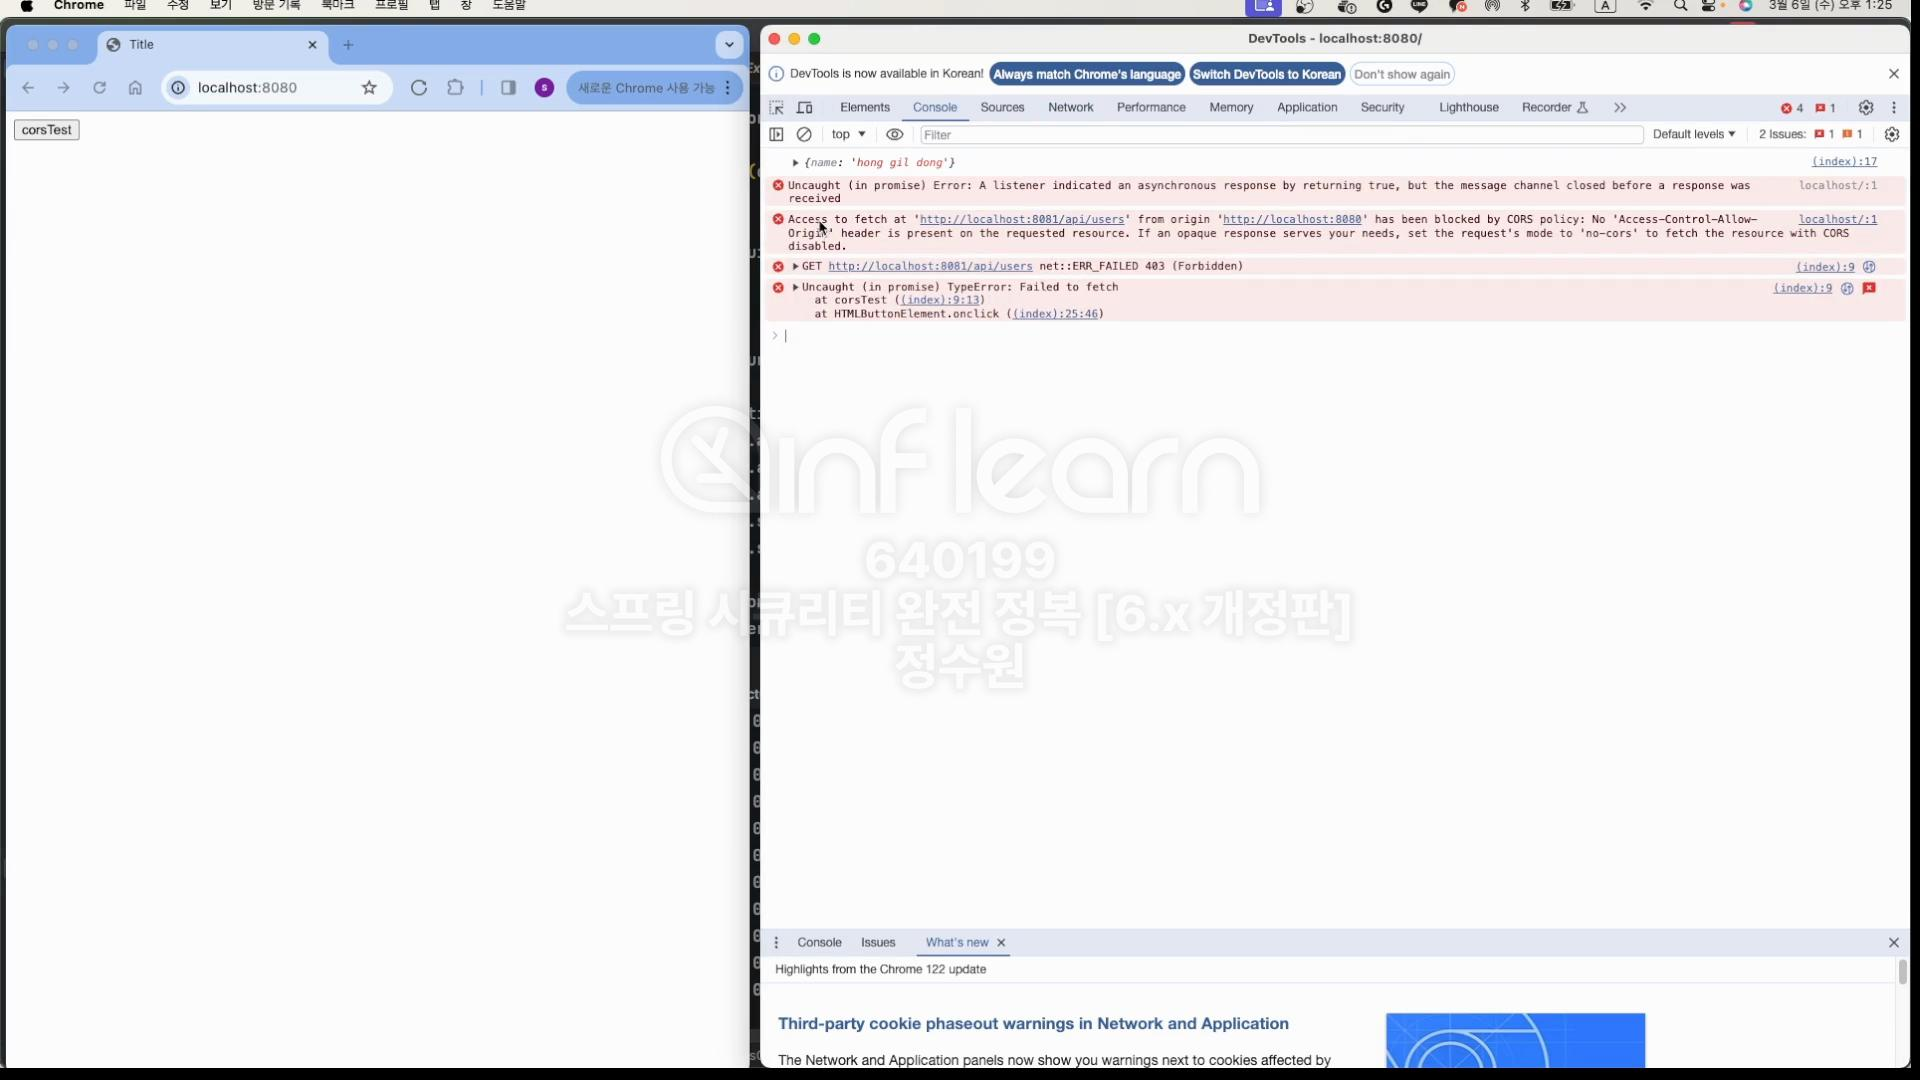 Chrome 파일 수정 보기 방문 기록 북마크 프로필 탭 창 도움말
3월 6일 (수) 오후 1:25
Title
localhost:8080
새로운 Chrome 사용 가능
corsTest
DevTools - localhost:8080/
DevTools is now available in Korean! Always match Chrome's language Switch DevTools to Korean Don't show again
Elements Console Sources Network Performance Memory Application Security Lighthouse Recorder 4 1
top Filter Default levels 2 Issues: 1 1
{name: 'hong gil dong'} (index):17
Uncaught (in promise) Error: A listener indicated an asynchronous response by returning true, but the message channel closed before a response was localhost/:1
received
Access to fetch at 'http://localhost:8081/api/users' from origin 'http://localhost:8080' has been blocked by CORS policy: No 'Access-Control-Allow- localhost/:1
Origin' header is present on the requested resource. If an opaque response serves your needs, set the request's mode to 'no-cors' to fetch the resource with CORS
disabled.
GET http://localhost:8081/api/users net::ERR_FAILED 403 (Forbidden) (index):9
Uncaught (in promise) TypeError: Failed to fetch (index):9
at corsTest ((index):9:13)
at HTMLButtonElement.onclick ((index):25:46)
inflearn
640199
스프링 시큐리티 완전 정복 [6.x 개정판]
정수원
Console Issues What's new
Highlights from the Chrome 122 update
Third-party cookie phaseout warnings in Network and Application
The Network and Application panels now show you warnings next to cookies affected by